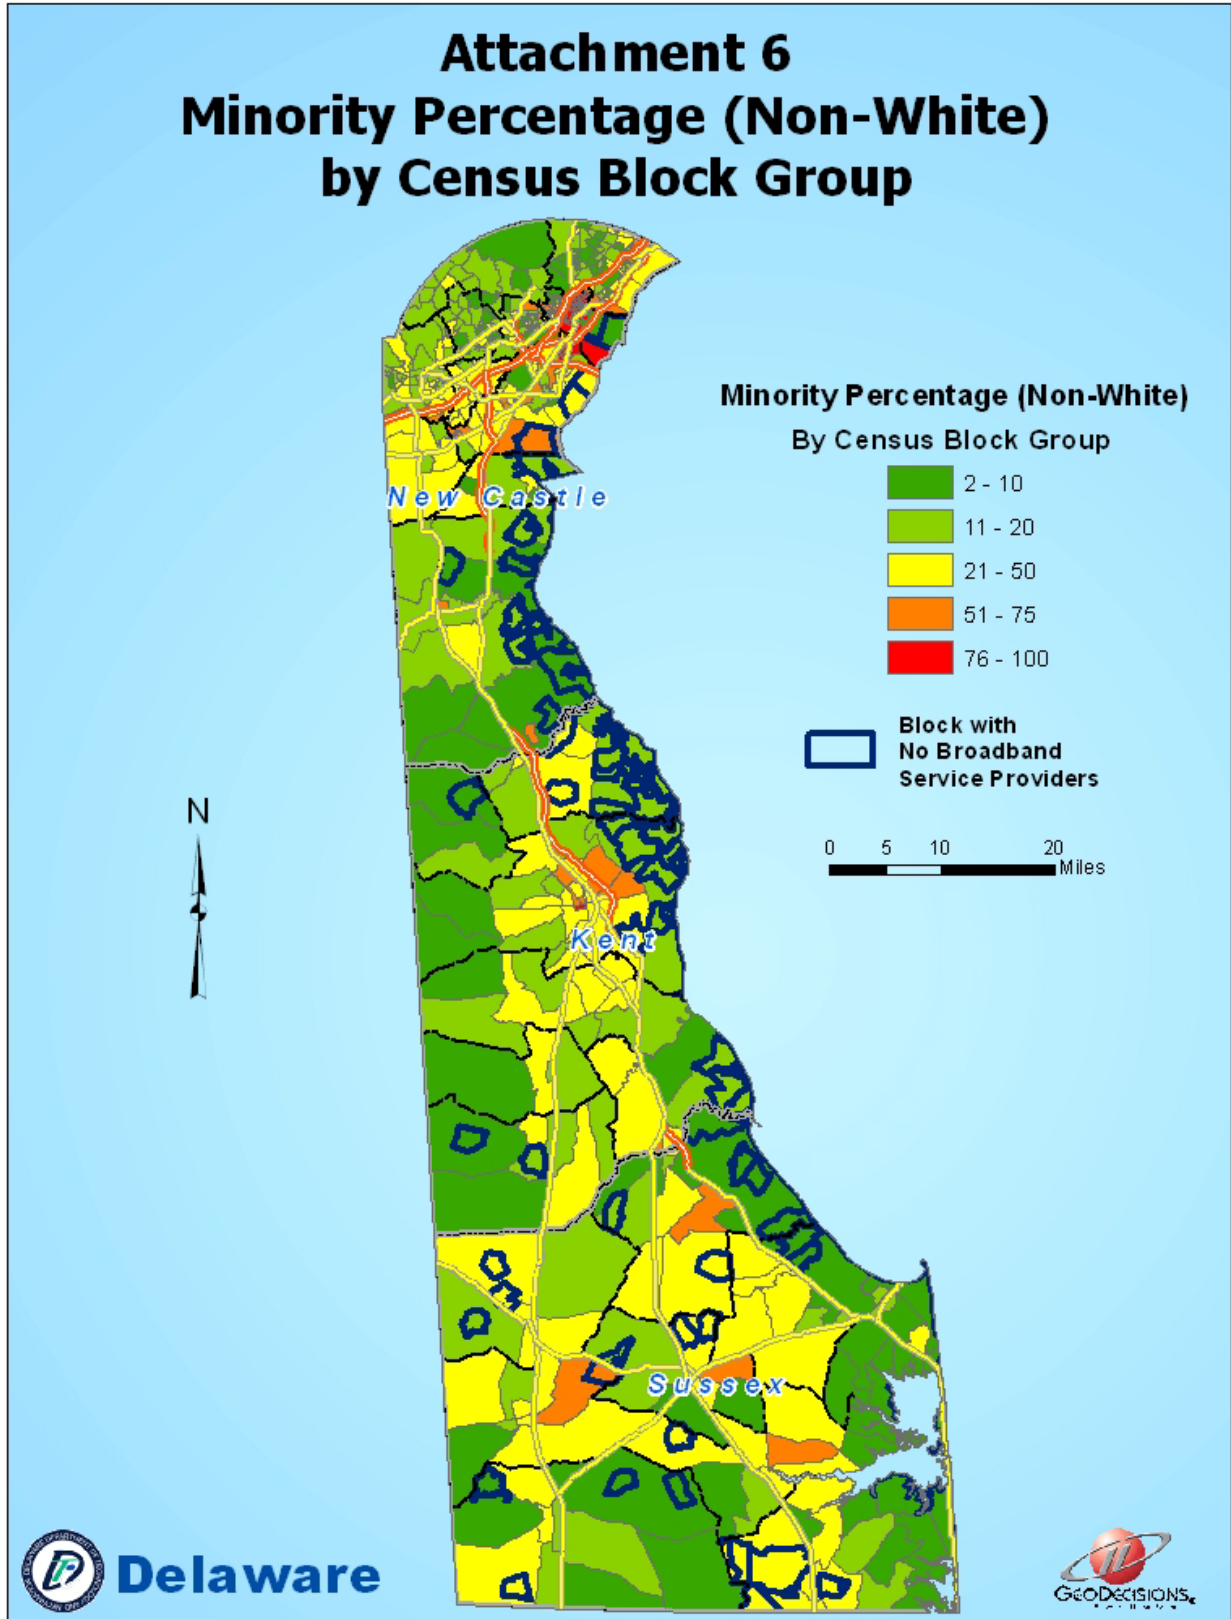 Attachment 6
Minority Percentage (Non-White)
by Census Block Group
Minority Percentage (Non-White)
By Census Block Group
2 - 10
11 - 20
21 - 50
51 - 75
76 - 100
Block with
No Broadband
Service Providers
0 5 10 20
Miles
N
New Castle
Kent
Sussex
Delaware
GEODECISIONS